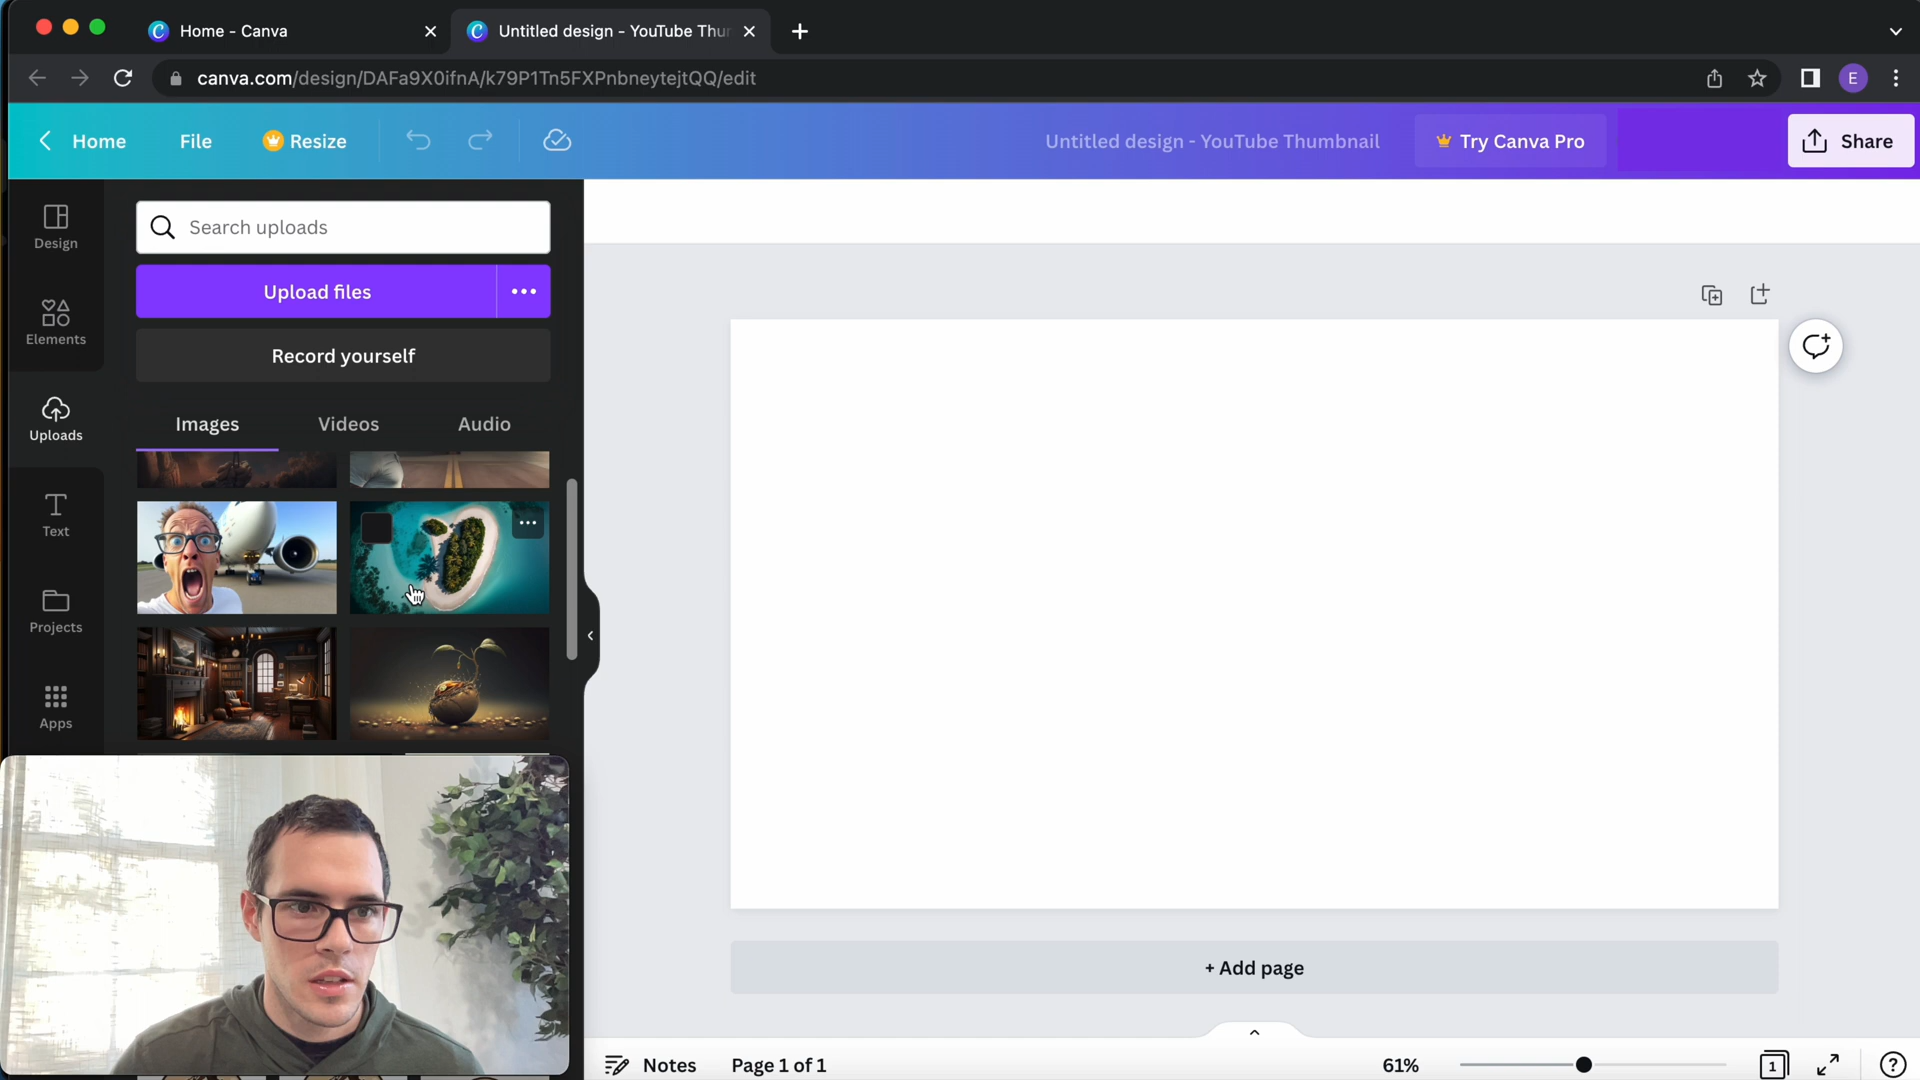 Home - Canva
Untitled design - YouTube Thu
canva.com/design/DAFa9X0ifnA/k79P1Tn5FXPnbneytejtQQ/edit
E
Home
File
Resize
Untitled design - YouTube Thumbnail
Try Canva Pro
Share
Design
Elements
Uploads
Text
Projects
Apps
Search uploads
Upload files
Record yourself
Images
Videos
Audio
+ Add page
Notes
Page 1 of 1
61%
1